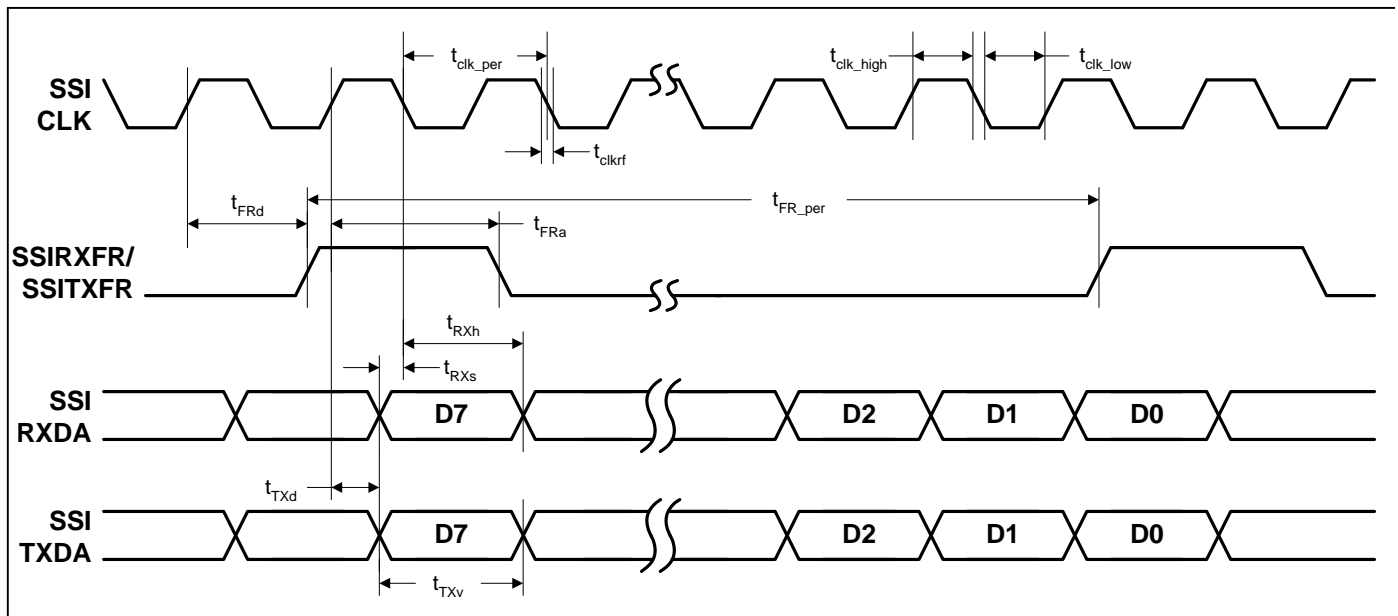 t_clk_per
t_clk_high
t_clk_low
SSI
CLK
t_clkrf
t_FRd
t_FR_per
t_FRa
SSIRXFR/
SSITXFR
t_RXh
t_RXs
SSI
RXDA
D7 D2 D1 D0
t_TXd
SSI
TXDA
D7 D2 D1 D0
t_TXv